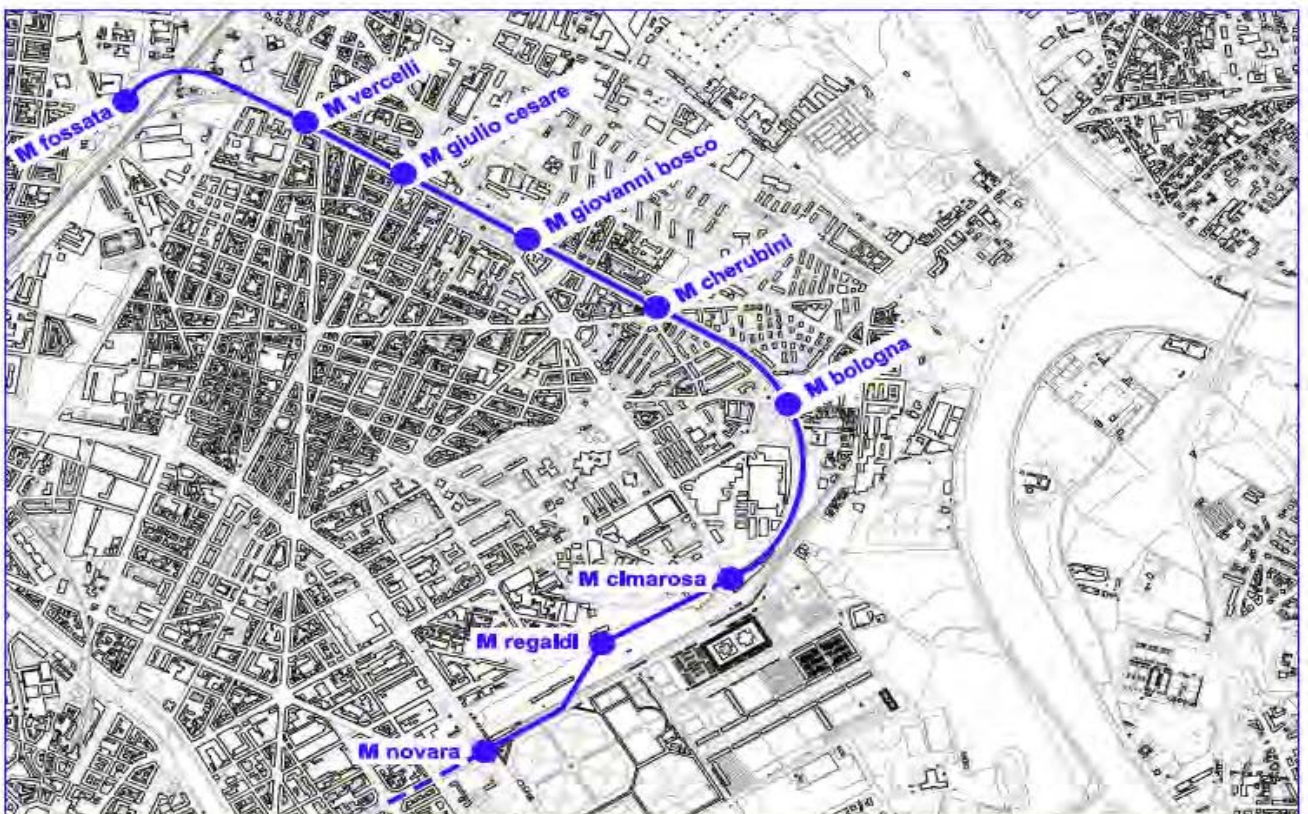 M fossata
M vercelli
M giulio cesare
M giovanni bosco
M cherubini
M bologna
M cimarosa
M regaldi
M novara